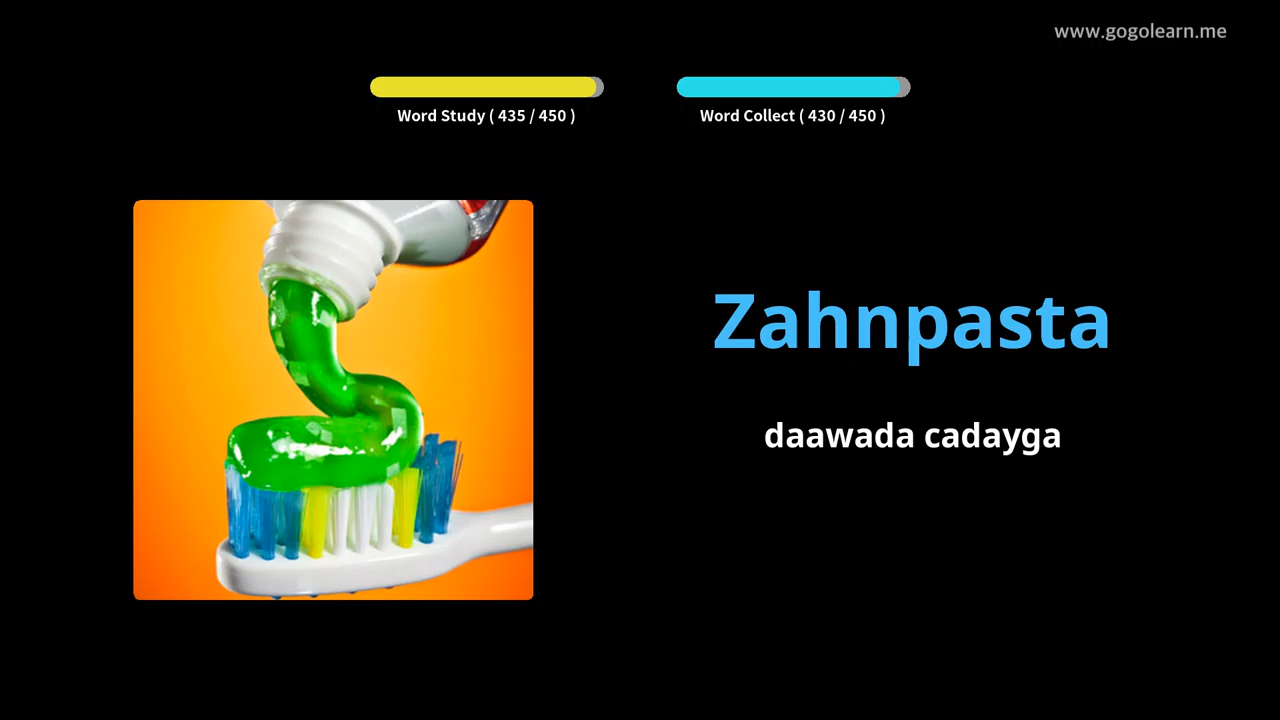 www.gogolearn.me
Word Study ( 435 / 450 )
Word Collect ( 430 / 450 )
Zahnpasta
daawada cadayga